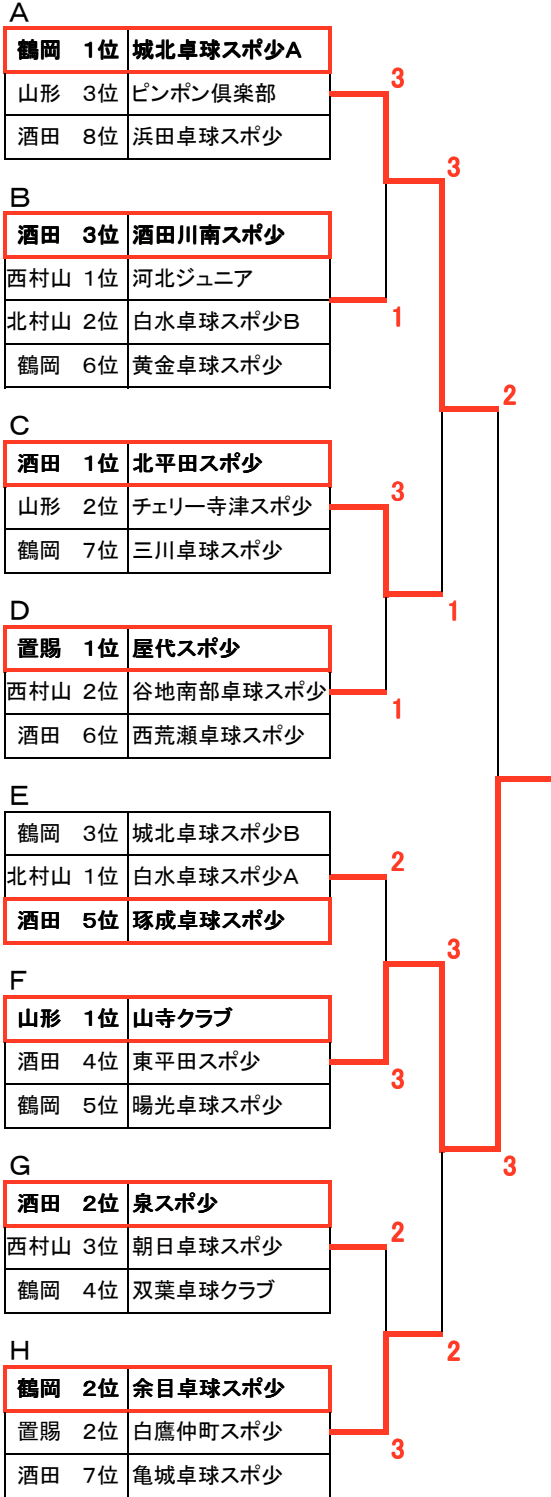 A
鶴岡 1位 城北卓球スポ少A
山形 3位 ピンポン倶楽部
酒田 8位 浜田卓球スポ少
3
3
B
酒田 3位 酒田川南スポ少
西村山 1位 河北ジュニア
北村山 2位 白水卓球スポ少B
鶴岡 6位 黄金卓球スポ少
1
2
C
酒田 1位 北平田スポ少
山形 2位 チェリー寺津スポ少
鶴岡 7位 三川卓球スポ少
3
1
D
置賜 1位 屋代スポ少
西村山 2位 谷地南部卓球スポ少
酒田 6位 西荒瀬卓球スポ少
1
E
鶴岡 3位 城北卓球スポ少B
北村山 1位 白水卓球スポ少A
酒田 5位 琢成卓球スポ少
2
3
F
山形 1位 山寺クラブ
酒田 4位 東平田スポ少
鶴岡 5位 暘光卓球スポ少
3
3
G
酒田 2位 泉スポ少
西村山 3位 朝日卓球スポ少
鶴岡 4位 双葉卓球クラブ
2
2
H
鶴岡 2位 余目卓球スポ少
置賜 2位 白鷹仲町スポ少
酒田 7位 亀城卓球スポ少
3